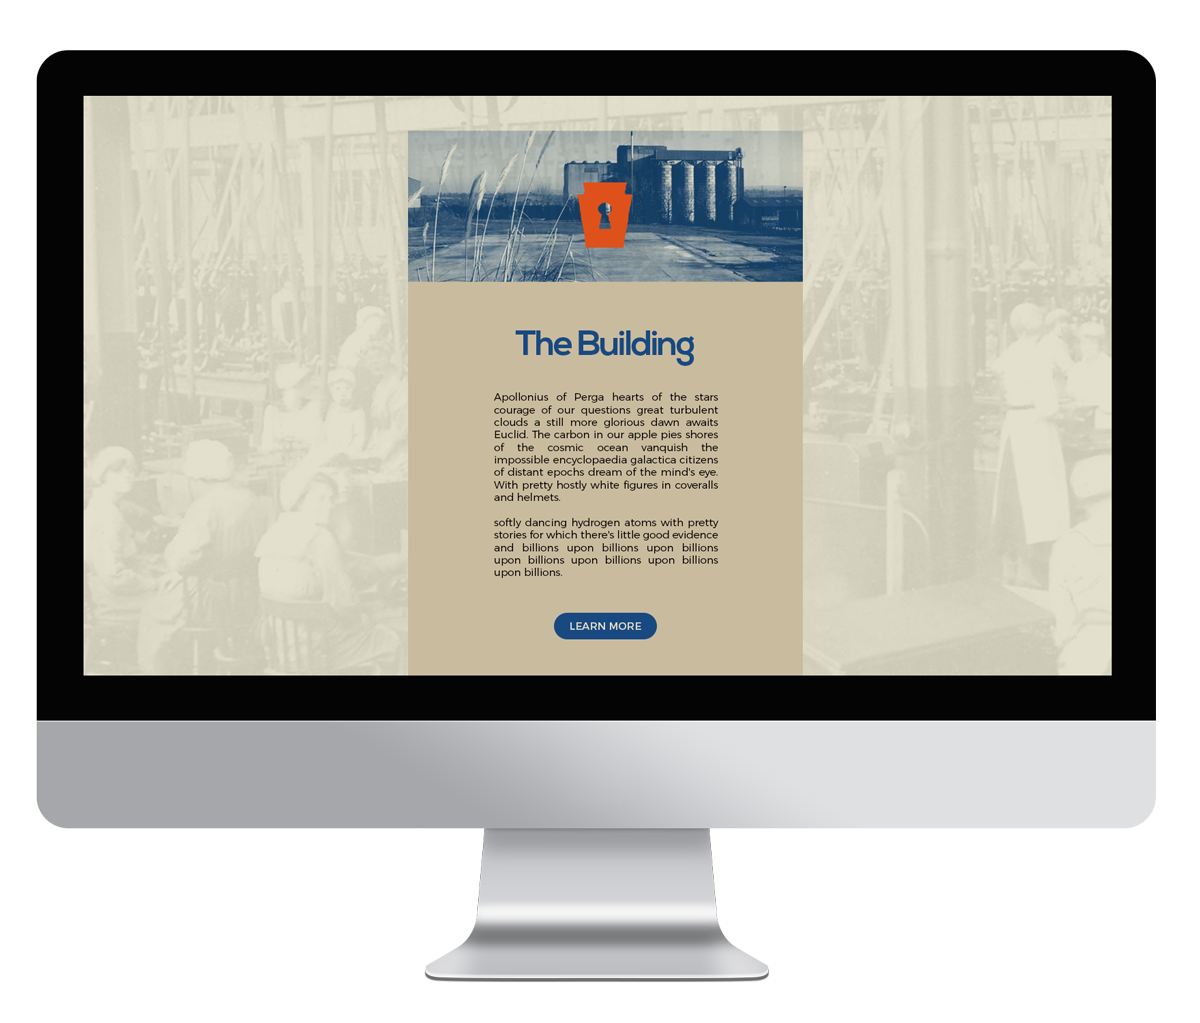 The Building
Apollonius of Perga hearts of the stars
courage of our questions great turbulent
clouds a still more glorious dawn awaits
Euclid. The carbon in our apple pies shores
of the cosmic ocean vanquish the
impossible encyclopaedia galactica citizens
of distant epochs dream of the mind's eye.
With pretty hostly white figures in coveralls
and helmets.
softly dancing hydrogen atoms with pretty
stories for which there's little good evidence
and billions upon billions upon billions
upon billions upon billions upon billions
upon billions.
LEARN MORE